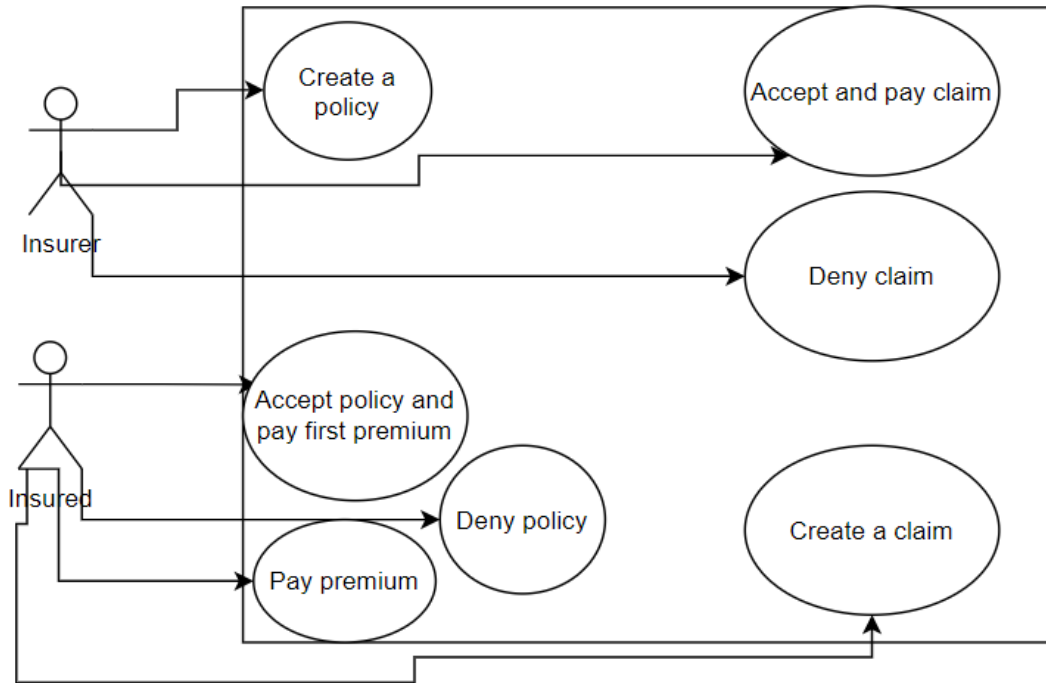 Create a
policy
Accept and pay claim
Insurer
Deny claim
Accept policy and
pay first premium
Insured
Deny policy
Create a claim
Pay premium